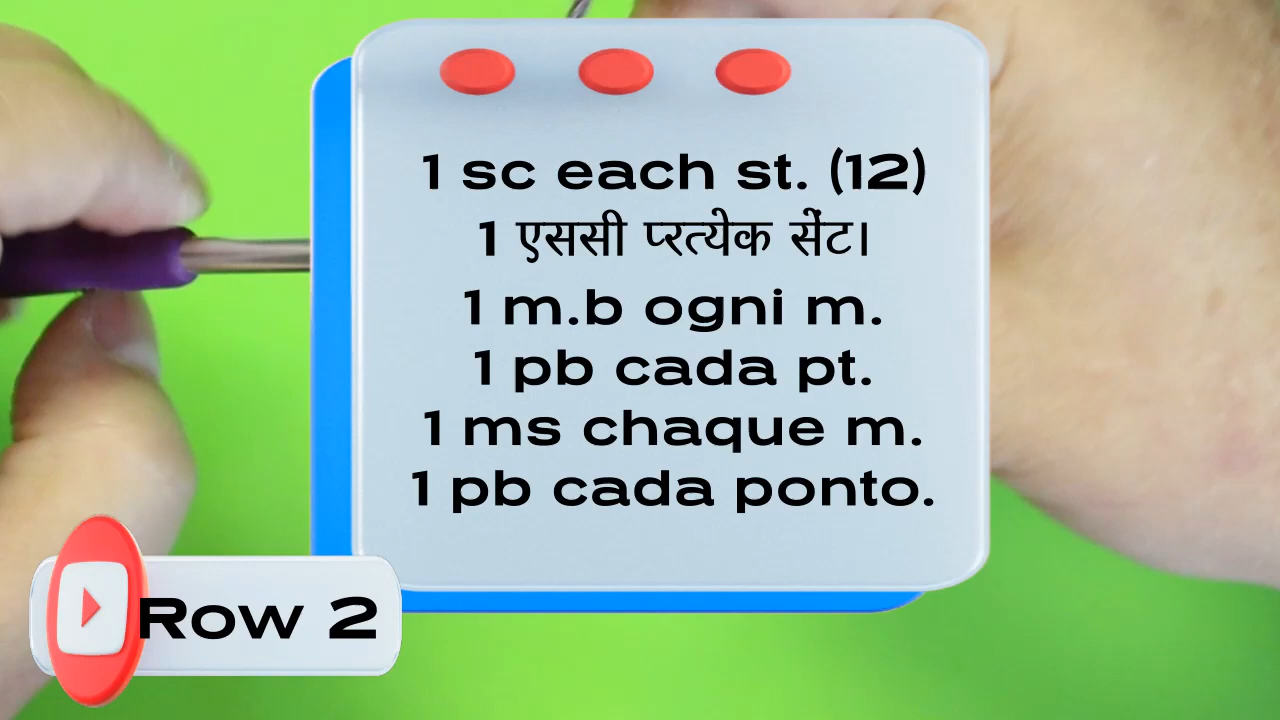 1 sc each st. (12)
1 एससी प्रत्येक सेंट।
1 m.b ogni m.
1 pb cada pt.
1 ms chaque m.
1 pb cada ponto.
Row 2